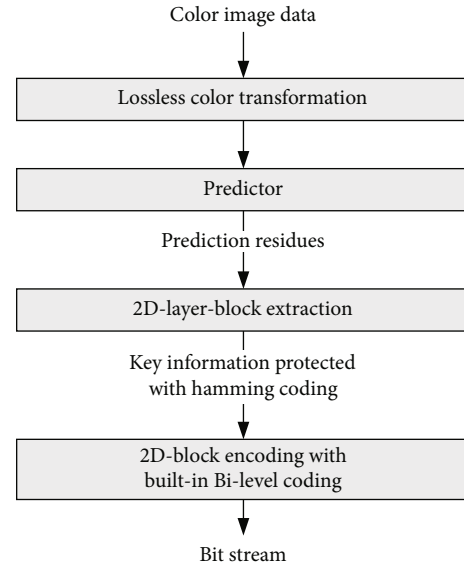 Color image data
Lossless color transformation
Predictor
Prediction residues
2D-layer-block extraction
Key information protected
with hamming coding
2D-block encoding with
built-in Bi-level coding
Bit stream